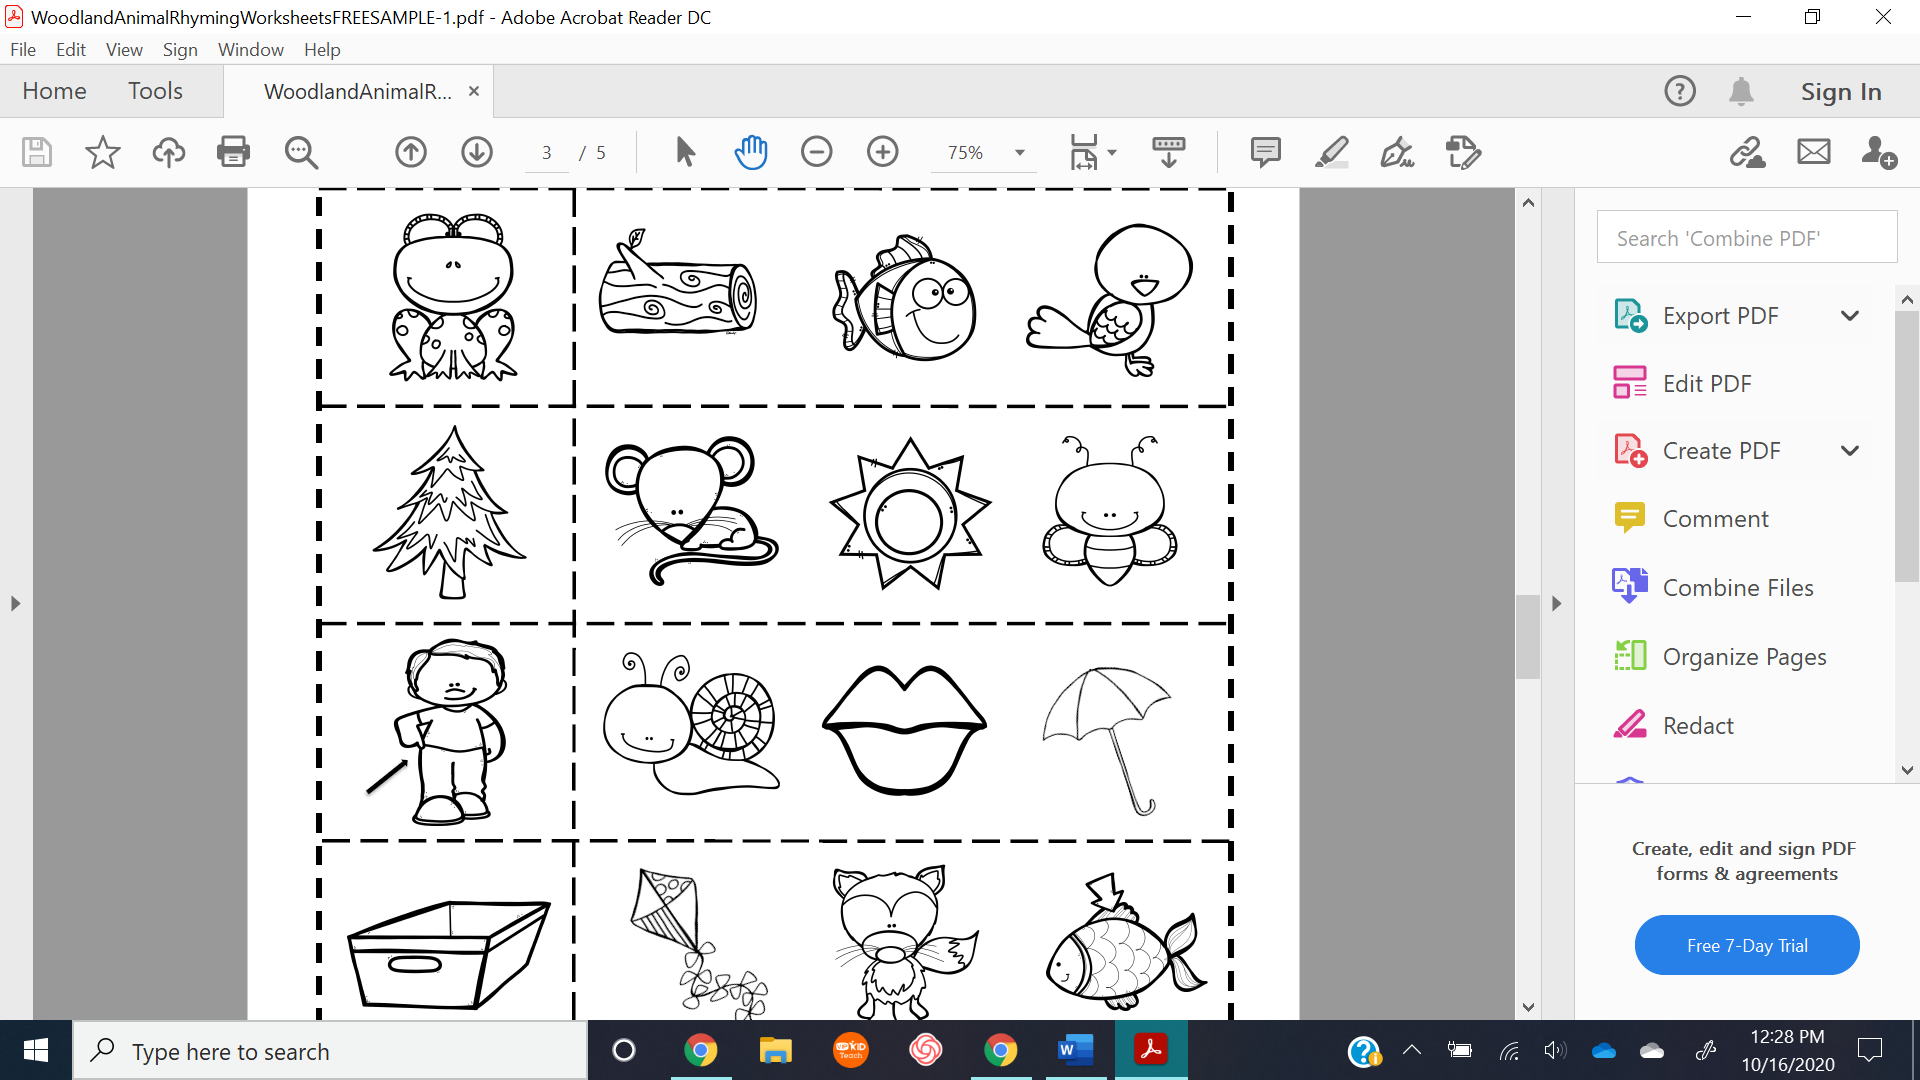 WoodlandAnimalRhymingWorksheetsFREESAMPLE-1.pdf - Adobe Acrobat Reader DC
File Edit View Sign Window Help
Home Tools WoodlandAnimalR... × Sign In
3 / 5 75%
Search 'Combine PDF'
Export PDF
Edit PDF
Create PDF
Comment
Combine Files
Organize Pages
Redact
Create, edit and sign PDF
forms & agreements
Free 7-Day Trial
Type here to search
VIPKID
Teach
W
12:28 PM
10/16/2020